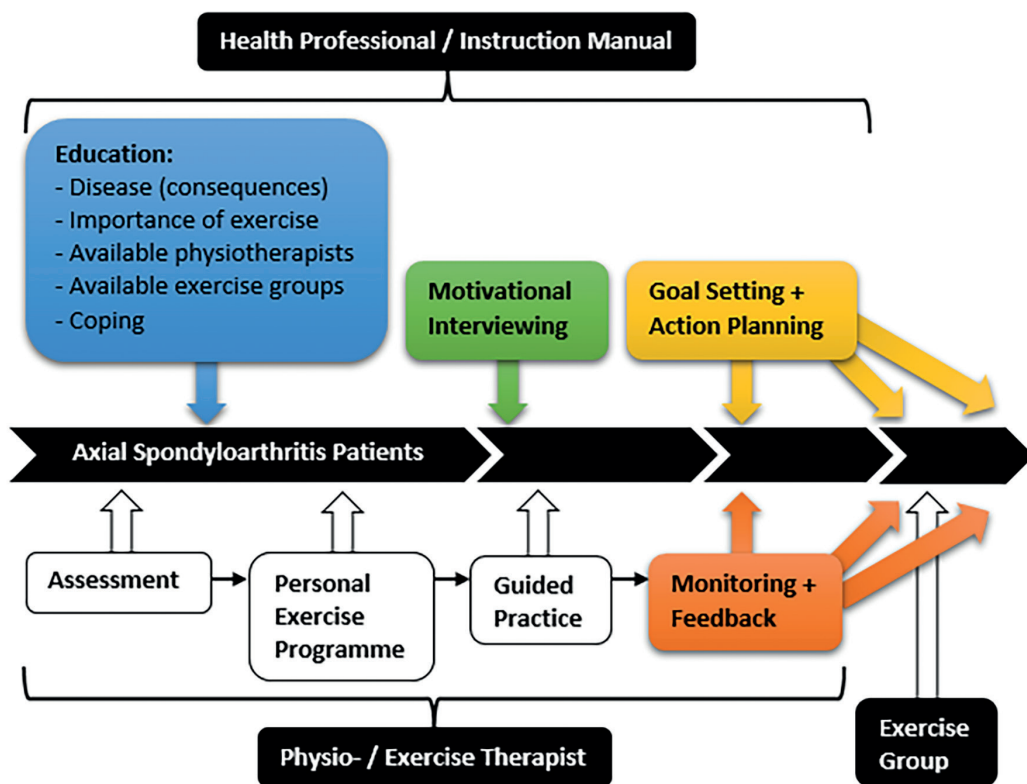 Health Professional / Instruction Manual
Education:
- Disease (consequences)
- Importance of exercise
- Available physiotherapists
- Available exercise groups
- Coping
Motivational
Interviewing
Goal Setting +
Action Planning
Axial Spondyloarthritis Patients
Assessment
Personal
Exercise
Programme
Guided
Practice
Monitoring +
Feedback
Physio- / Exercise Therapist
Exercise
Group